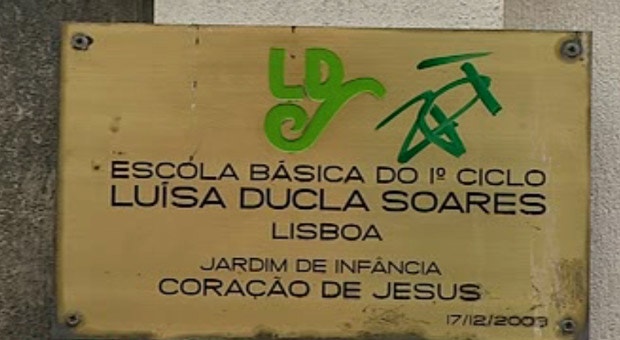 LD
ESCOLA BÁSICA DO 1º CICLO
LUÍSA DUCLA SOARES
LISBOA
JARDIM DE INFÂNCIA
CORAÇÃO DE JESUS
17/12/2003